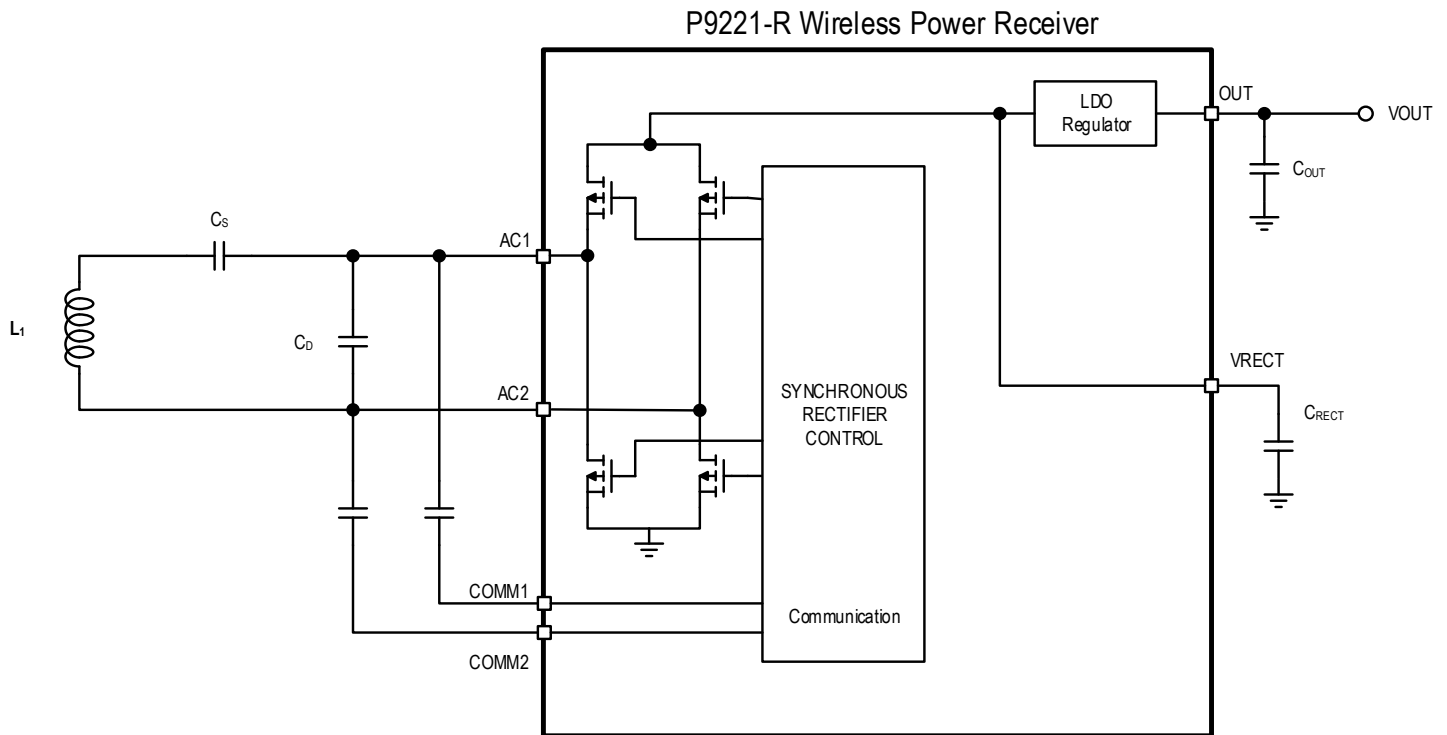 P9221-R Wireless Power Receiver
LDO
Regulator
OUT
VOUT
COUT
CS
AC1
L1
CD
AC2
VRECT
CRECT
SYNCHRONOUS
RECTIFIER
CONTROL
COMM1
Communication
COMM2